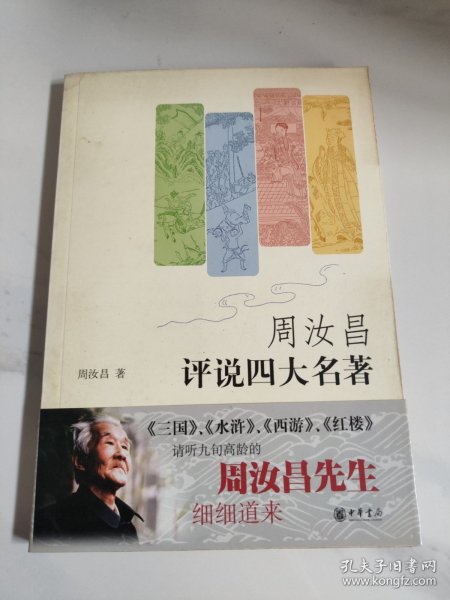 周汝昌
评说四大名著
周汝昌 著
《三国》、《水浒》、《西游》、《红楼》
请听九旬高龄的
周汝昌先生
细细道来
中華書局
孔夫子旧书网
www.kongfz.com